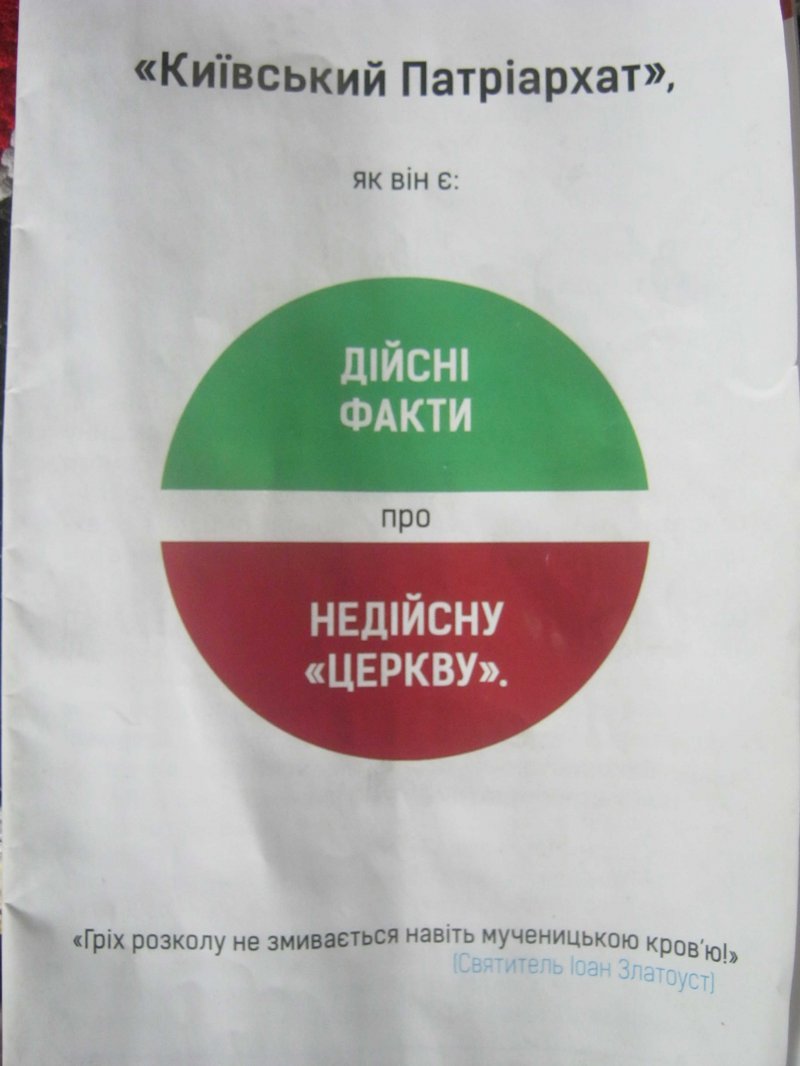 «Київський Патріархат»,
як він є:
ДІЙСНІ
ФАКТИ
про
НЕДІЙСНУ
«ЦЕРКВУ».
«Гріх розколу не змивається навіть мученицькою кров'ю!»
(Святитель Іоан Златоуст)